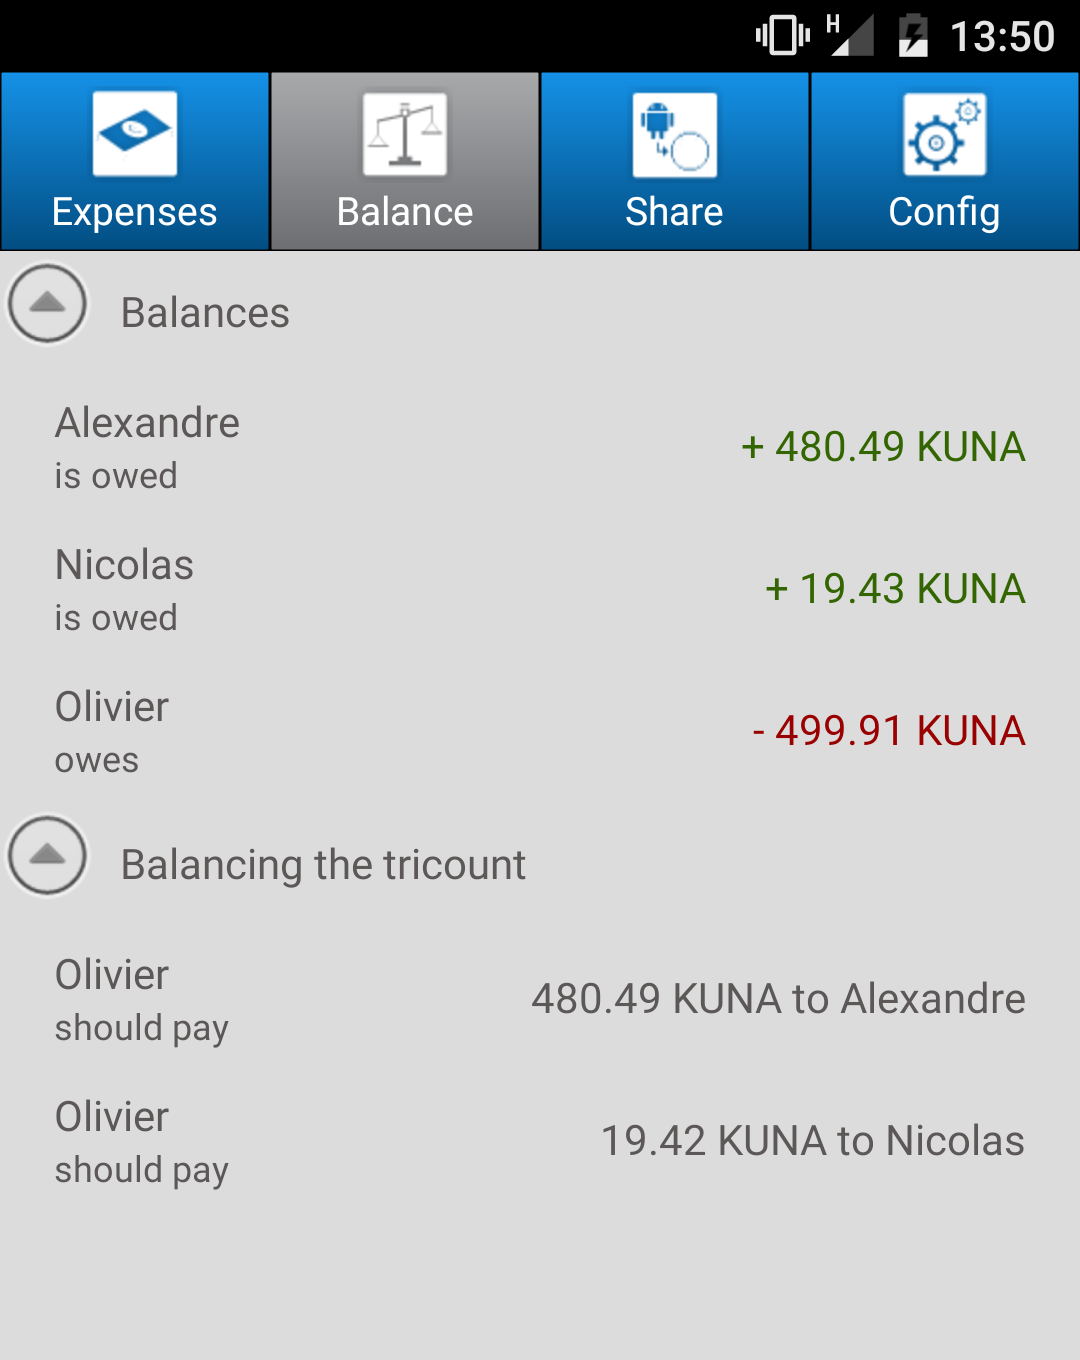 H 13:50
Expenses Balance Share Config
Balances
Alexandre
+ 480.49 KUNA
is owed
Nicolas
+ 19.43 KUNA
is owed
Olivier
- 499.91 KUNA
owes
Balancing the tricount
Olivier
480.49 KUNA to Alexandre
should pay
Olivier
19.42 KUNA to Nicolas
should pay